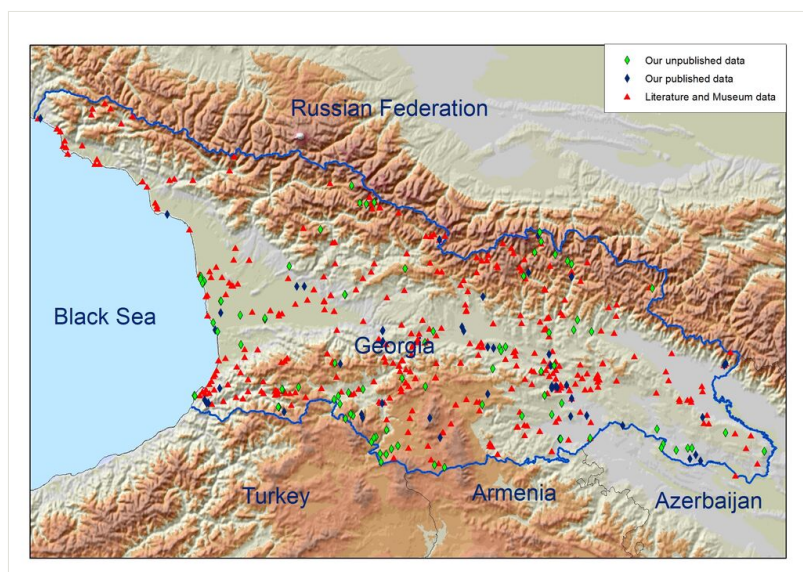 Our unpublished data
Our published data
Literature and Museum data
Russian Federation
Black Sea
Georgia
Turkey
Armenia
Azerbaijan